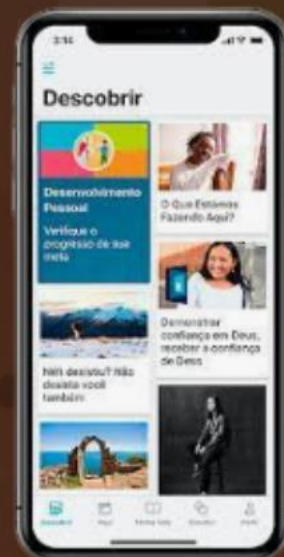 Descobrir
Desenvolvimento
Pessoal
Verifique o
progresso de sua
meta
O Que Estamos
Fazendo Aqui?
Demonstrar
confiança em Deus,
receber a confiança
de Deus
desistiu? Não
desista você
também
Descobrir